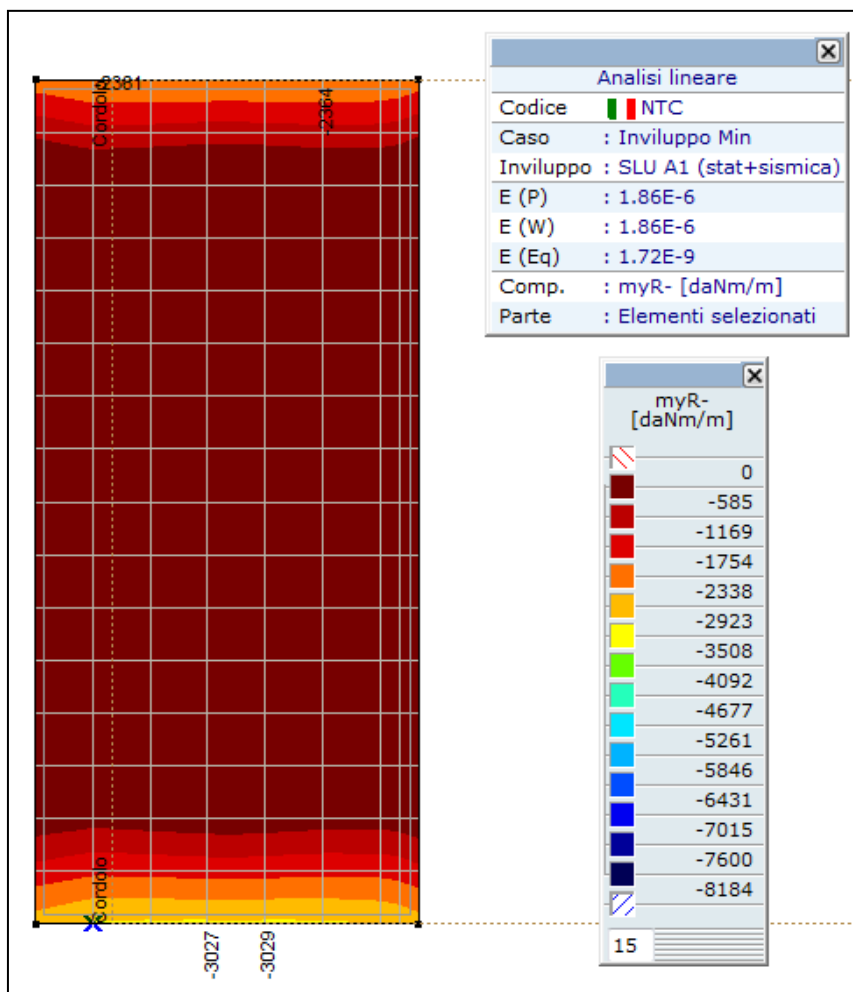 -2381
Cordolo
-2364
Cordolo
-3027
-3029
Analisi lineare
Codice NTC
Caso : Inviluppo Min
Inviluppo : SLU A1 (stat+sismica)
E (P) : 1.86E-6
E (W) : 1.86E-6
E (Eq) : 1.72E-9
Comp. : myR- [daNm/m]
Parte : Elementi selezionati
myR-
[daNm/m]
0
-585
-1169
-1754
-2338
-2923
-3508
-4092
-4677
-5261
-5846
-6431
-7015
-7600
-8184
15